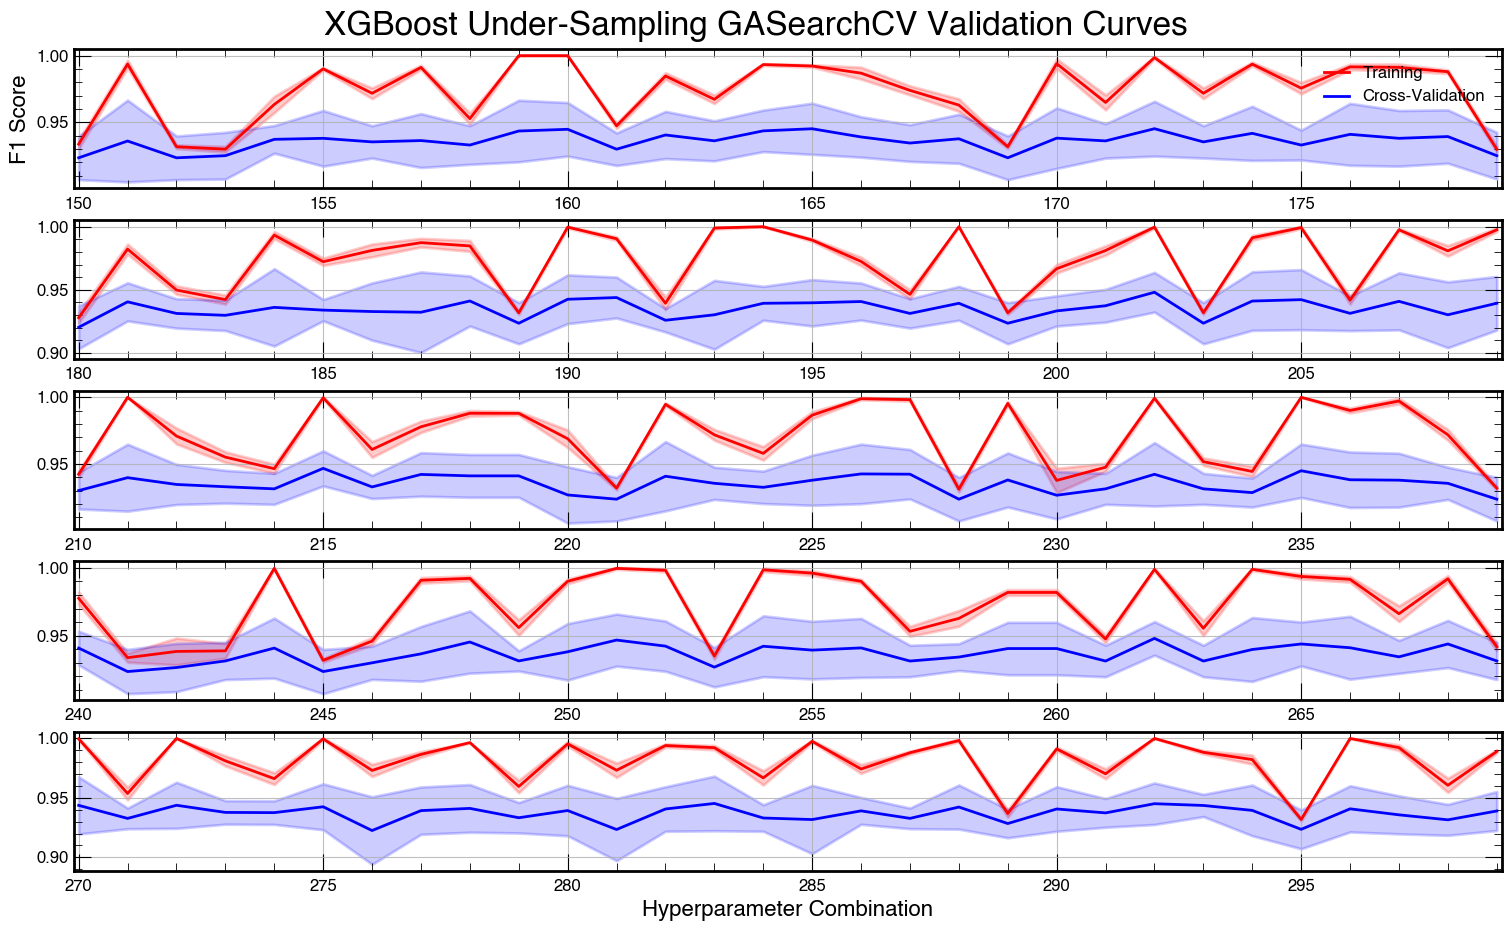 XGBoost Under-Sampling GASearchCV Validation Curves
1.00
0.95
F1 Score
Training
Cross-Validation
150 155 160 165 170 175
1.00
0.95
0.90
180 185 190 195 200 205
1.00
0.95
210 215 220 225 230 235
1.00
0.95
240 245 250 255 260 265
1.00
0.95
0.90
270 275 280 285 290 295
Hyperparameter Combination